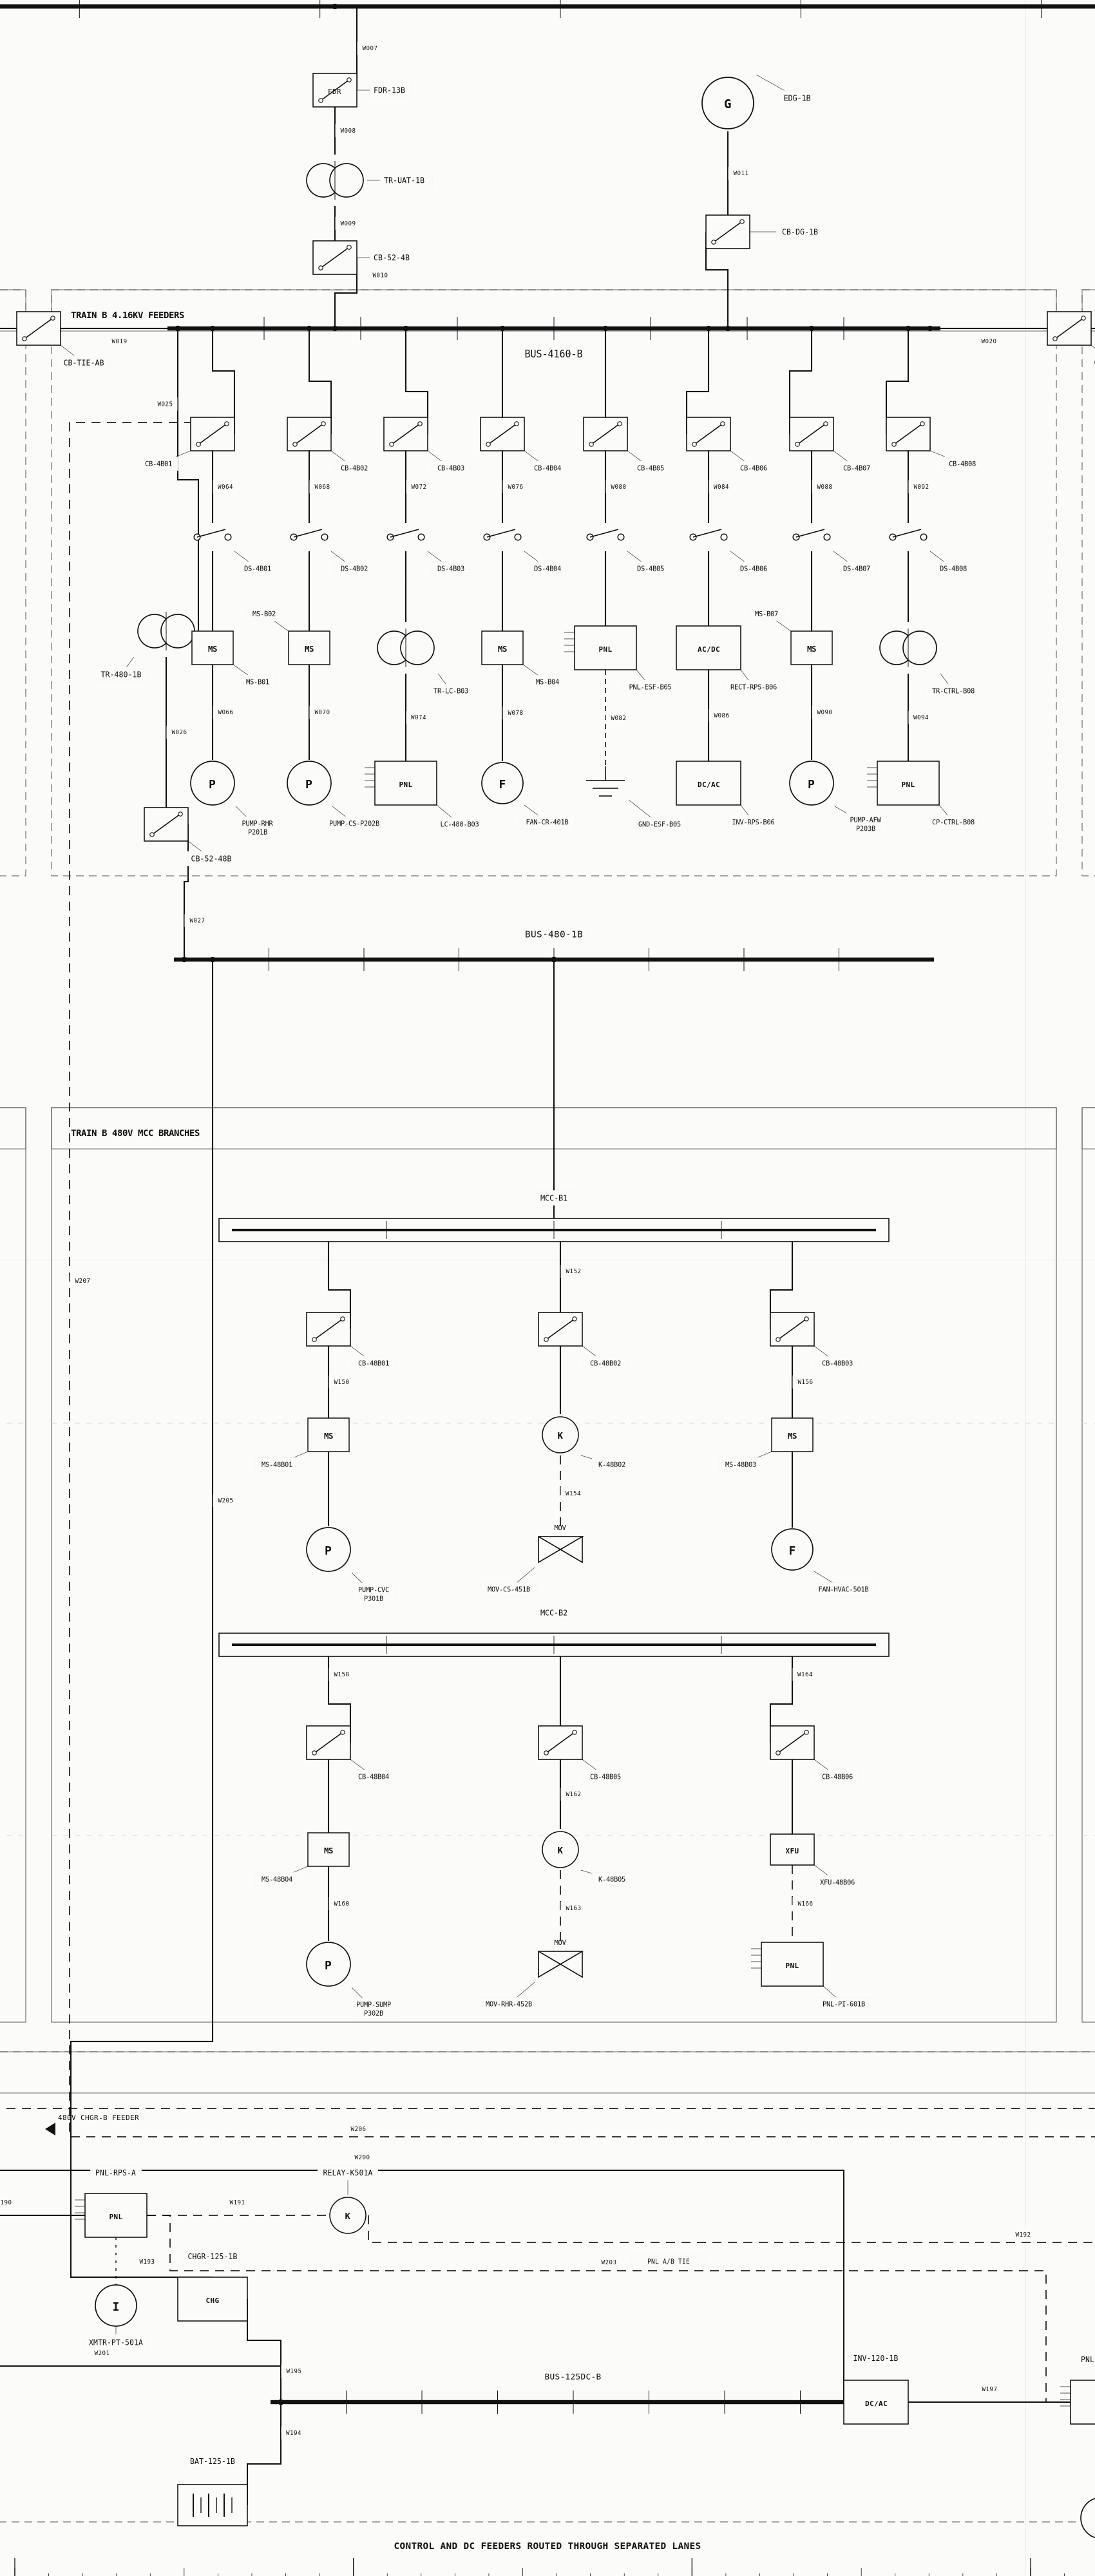 W007
FDR
FDR-13B
EDG-1B
G
W008
W011
TR-UAT-1B
W009
CB-DG-1B
CB-52-4B
W010
TRAIN B 4.16KV FEEDERS
W019
W020
BUS-4160-B
CB-TIE-AB
W025
CB-4B01
CB-4B02
CB-4B03
CB-4B04
CB-4B05
CB-4B06
CB-4B07
CB-4B08
W064
W068
W072
W076
W080
W084
W088
W092
DS-4B01
DS-4B02
DS-4B03
DS-4B04
DS-4B05
DS-4B06
DS-4B07
DS-4B08
MS-B02
MS-B07
MS
MS
MS
PNL
AC/DC
MS
TR-480-1B
MS-B01
TR-LC-B03
MS-B04
PNL-ESF-B05
RECT-RPS-B06
TR-CTRL-B08
W026
W066
W070
W074
W078
W082
W086
W090
W094
P
P
PNL
F
DC/AC
P
PNL
PUMP-RHR
P201B
PUMP-CS-P202B
LC-480-B03
FAN-CR-401B
GND-ESF-B05
INV-RPS-B06
PUMP-AFW
P203B
CP-CTRL-B08
CB-52-48B
W027
BUS-480-1B
TRAIN B 480V MCC BRANCHES
MCC-B1
W207
W152
CB-48B01
CB-48B02
CB-48B03
W150
W156
MS
K
MS
MS-48B01
K-48B02
MS-48B03
W205
W154
MOV
P
F
PUMP-CVC
P301B
MOV-CS-451B
FAN-HVAC-501B
MCC-B2
W158
W164
CB-48B04
CB-48B05
CB-48B06
W162
MS
K
XFU
MS-48B04
K-48B05
XFU-48B06
W160
W163
W166
MOV
P
PNL
PUMP-SUMP
P302B
MOV-RHR-452B
PNL-PI-601B
480V CHGR-B FEEDER
W206
W200
PNL-RPS-A
RELAY-K501A
190
W191
PNL
K
W192
W193
CHGR-125-1B
W203
PNL A/B TIE
CHG
I
XMTR-PT-501A
W201
W195
BUS-125DC-B
INV-120-1B
PNL
W197
DC/AC
W194
BAT-125-1B
CONTROL AND DC FEEDERS ROUTED THROUGH SEPARATED LANES